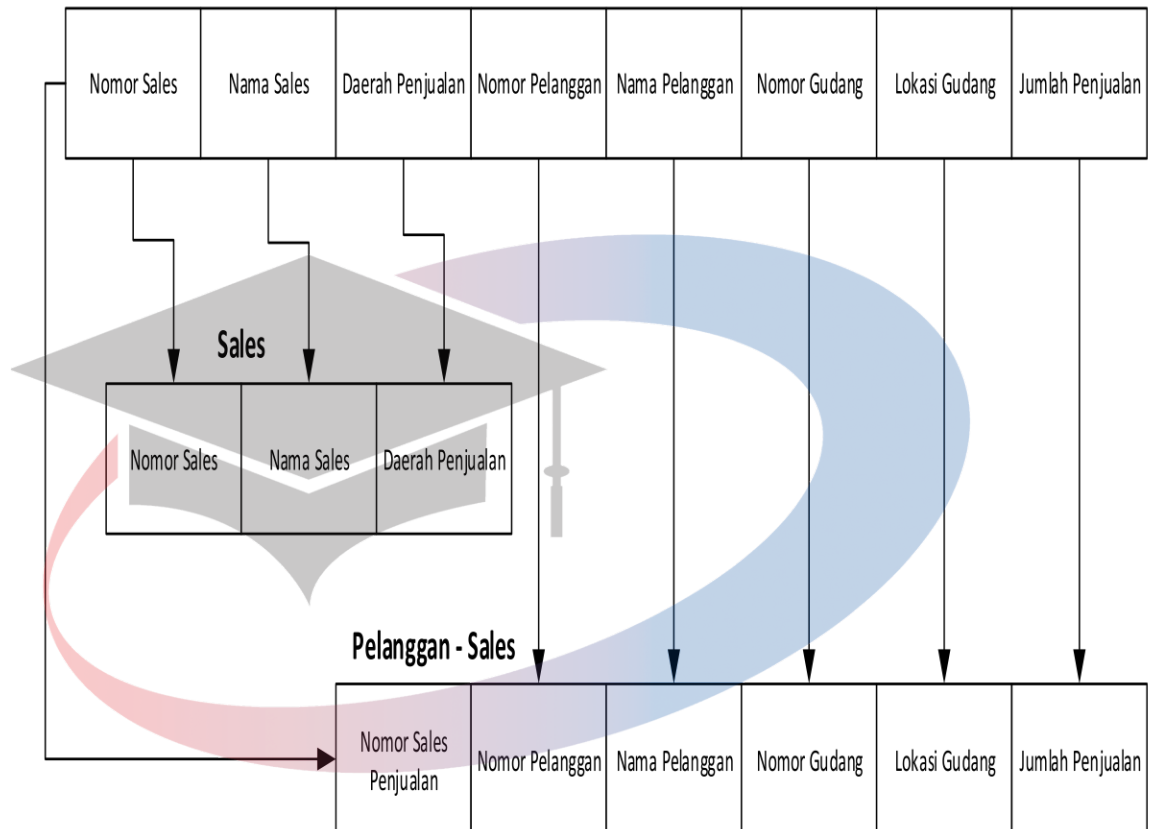 Nomor Sales
Nama Sales
Daerah Penjualan
Nomor Pelanggan
Nama Pelanggan
Nomor Gudang
Lokasi Gudang
Jumlah Penjualan
Sales
Nomor Sales
Nama Sales
Daerah Penjualan
Pelanggan - Sales
Nomor Sales
Penjualan
Nomor Pelanggan
Nama Pelanggan
Nomor Gudang
Lokasi Gudang
Jumlah Penjualan